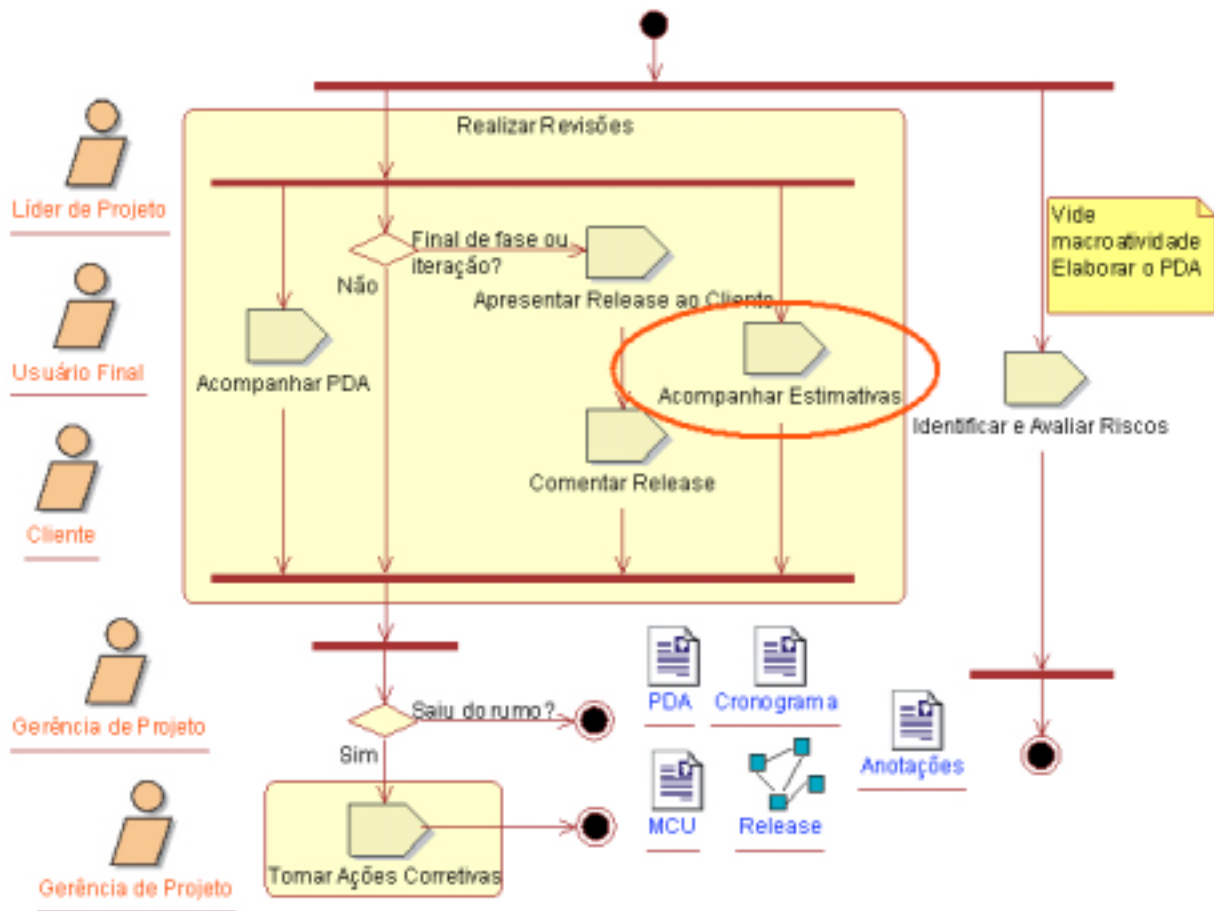 Realizar Revisões
Líder de Projeto
Vide
macroatividade
Elaborar o PDA
Final de fase ou
iteração?
Não
Apresentar Release ao Cliente
Usuário Final
Acompanhar PDA
Acompanhar Estimativas
Identificar e Avaliar Riscos
Comentar Release
Cliente
PDA
Cronograma
Saiu do rumo?
Gerência de Projeto
Sim
Anotações
MCU
Release
Tomar Ações Corretivas
Gerência de Projeto